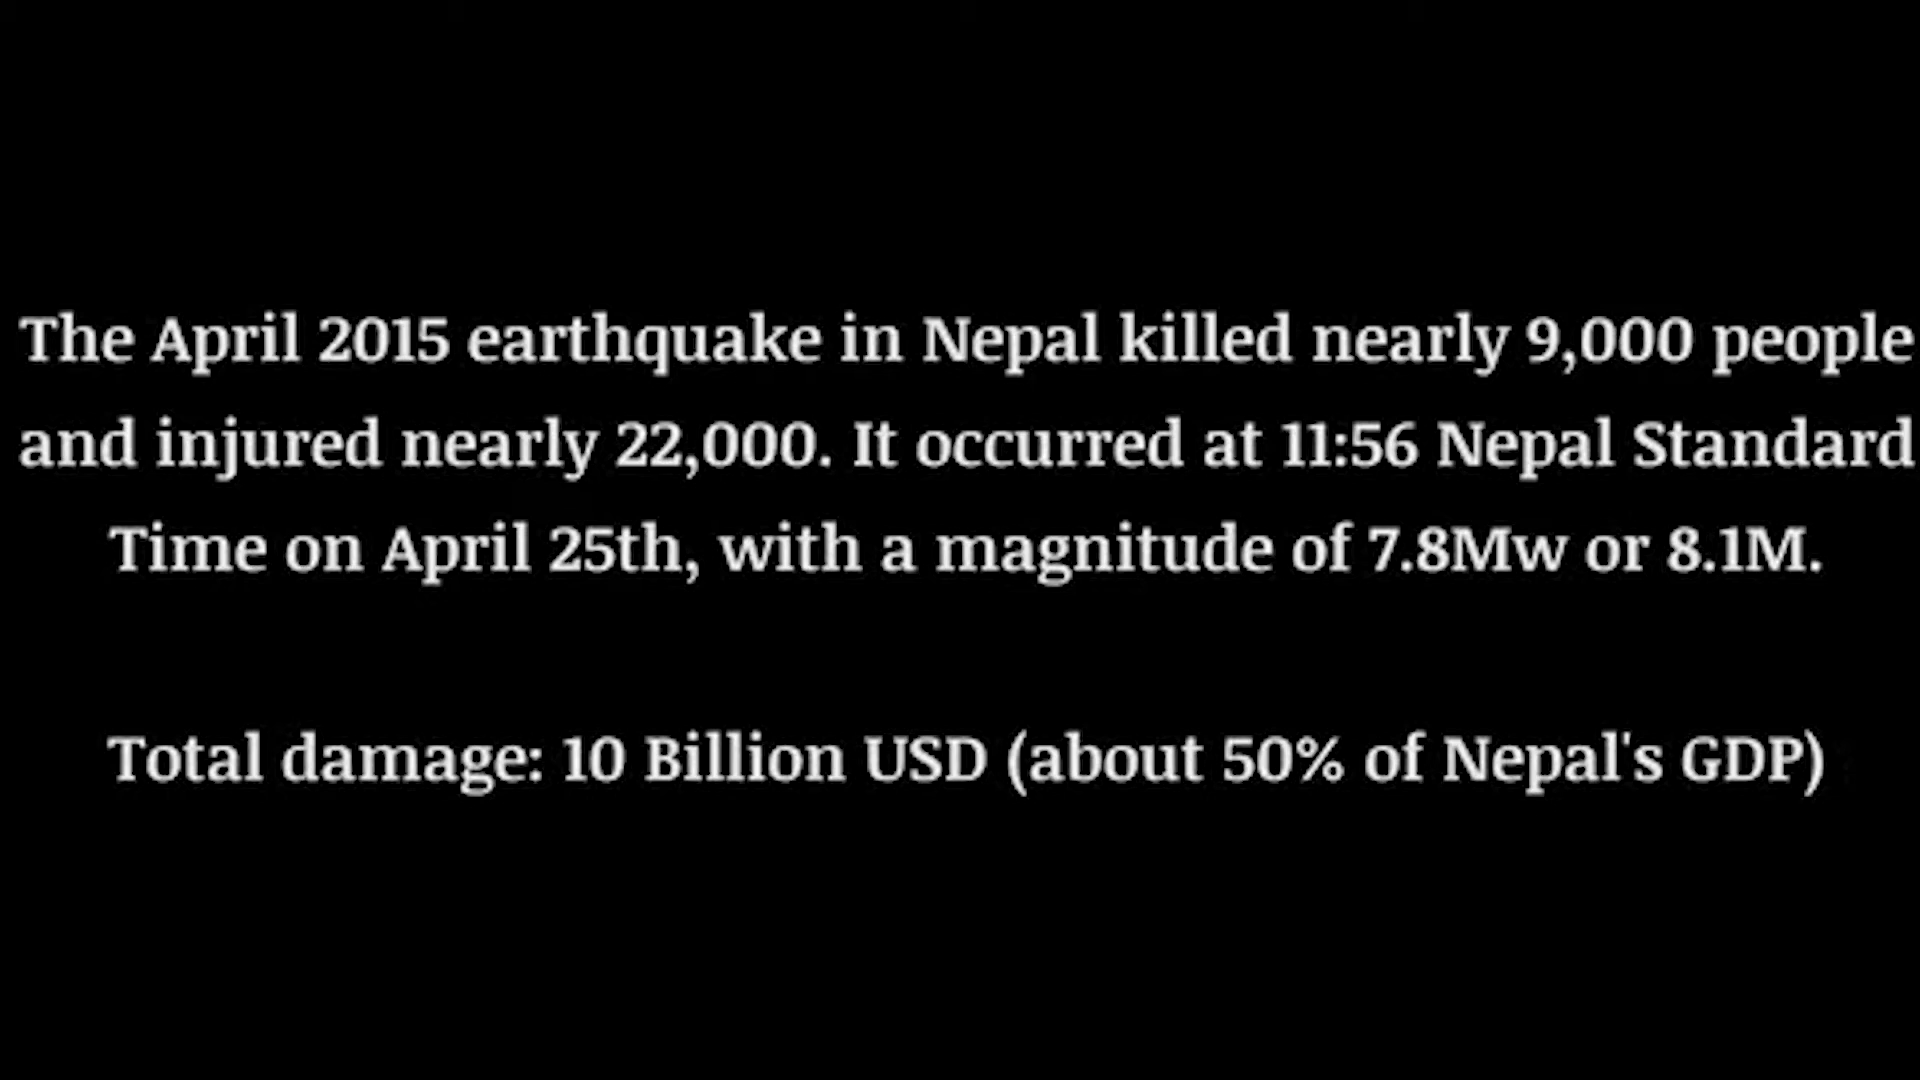 The April 2015 earthquake in Nepal killed nearly 9,000 people
and injured nearly 22,000. It occurred at 11:56 Nepal Standard
Time on April 25th, with a magnitude of 7.8Mw or 8.1M.
Total damage: 10 Billion USD (about 50% of Nepal's GDP)